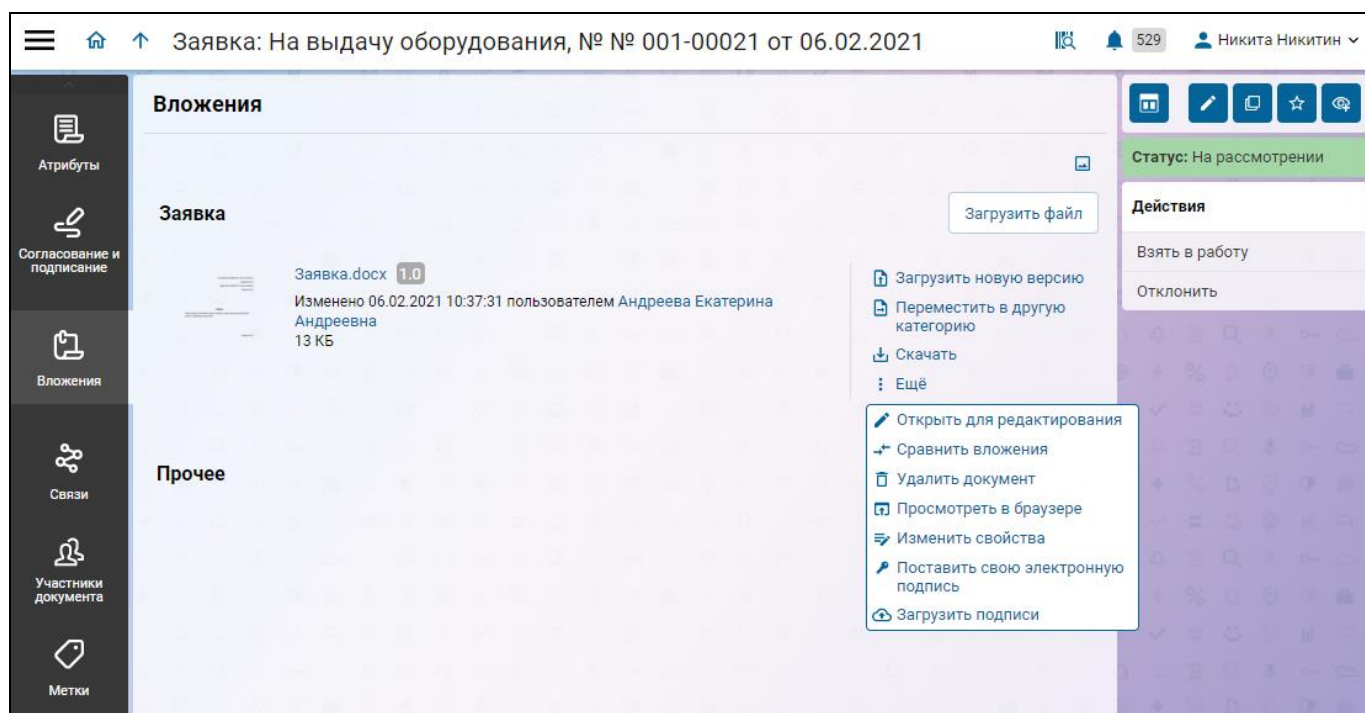 Заявка: На выдачу оборудования, № № 001-00021 от 06.02.2021
529
Никита Никитин
Атрибуты
Согласование и
подписание
Вложения
Связи
Участники
документа
Метки
Вложения
Заявка
Загрузить файл
Заявка.docx 1.0
Изменено 06.02.2021 10:37:31 пользователем Андреева Екатерина
Андреевна
13 КБ
Загрузить новую версию
Переместить в другую
категорию
Скачать
Ещё
Открыть для редактирования
Сравнить вложения
Удалить документ
Просмотреть в браузере
Изменить свойства
Поставить свою электронную
подпись
Загрузить подписи
Прочее
Статус: На рассмотрении
Действия
Взять в работу
Отклонить